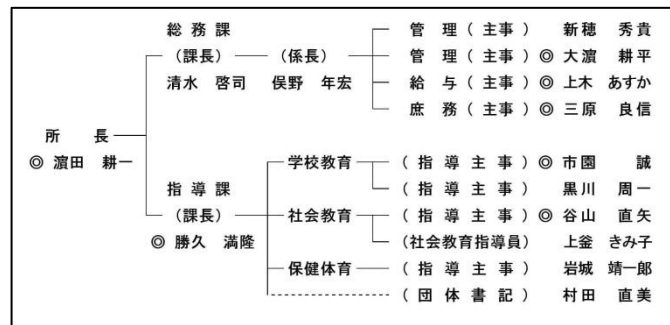 総務課
管理(主事) 新穂 秀貴
(課長) (係長) 管理(主事) ◎ 大濵 耕平
清水 啓司 俣野 年宏 給与(主事) ◎ 上木 あすか
庶務(主事) ◎ 三原 良信
所長
◎ 濵田 耕一
学校教育 (指導主事) ◎ 市園 誠
指導課 (指導主事) 黒川 周一
(課長) 社会教育 (指導主事) ◎ 谷山 直矢
◎ 勝久 満隆 (社会教育指導員) 上釜 きみ子
保健体育 (指導主事) 岩城 靖一郎
(団体書記) 村田 直美